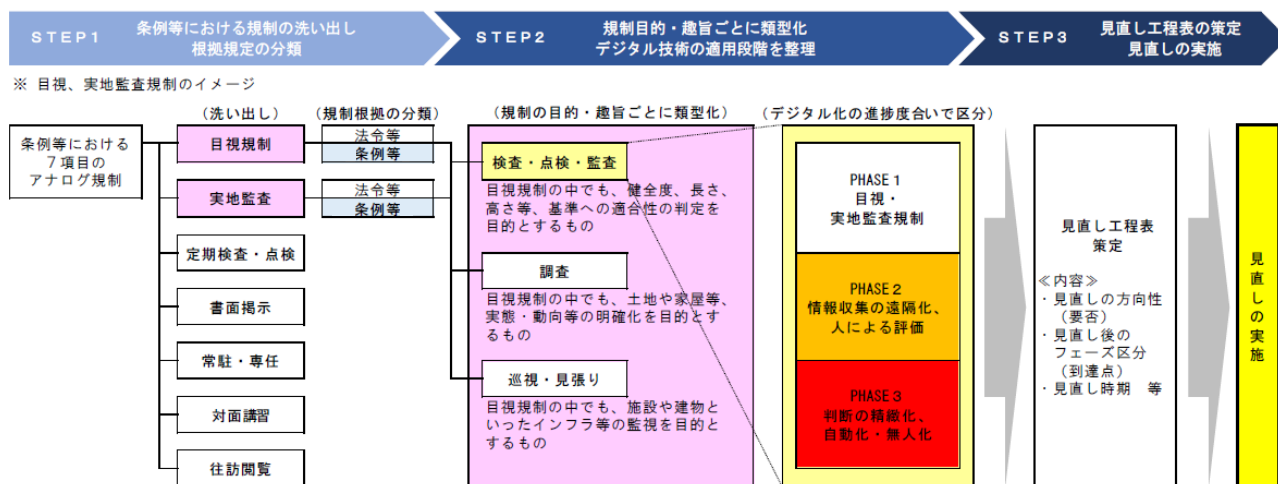 STEP1
条例等における規制の洗い出し
根拠規定の分類
STEP2
規制目的・趣旨ごとに類型化
デジタル技術の適用段階を整理
STEP3
見直し工程表の策定
見直しの実施
※ 目視、実地監査規制のイメージ
(洗い出し)
(規制根拠の分類)
(規制の目的・趣旨ごとに類型化)
(デジタル化の進捗度合いで区分)
条例等における
7項目の
アナログ規制
目視規制
実地監査
定期検査・点検
書面掲示
常駐・専任
対面講習
往訪閲覧
法令等
条例等
法令等
条例等
検査・点検・監査
目視規制の中でも、健全度、長さ、
高さ等、基準への適合性の判定を
目的とするもの
調査
目視規制の中でも、土地や家屋等、
実態・動向等の明確化を目的とす
るもの
巡視・見張り
目視規制の中でも、施設や建物と
いったインフラ等の監視を目的と
するもの
PHASE1
目視・
実地監査規制
PHASE2
情報収集の遠隔化、
人による評価
PHASE3
判断の精緻化、
自動化・無人化
見直し工程表
策定
≪内容≫
・見直しの方向性
(要否)
・見直し後の
フェーズ区分
(到達点)
・見直し時期 等
見直しの実施